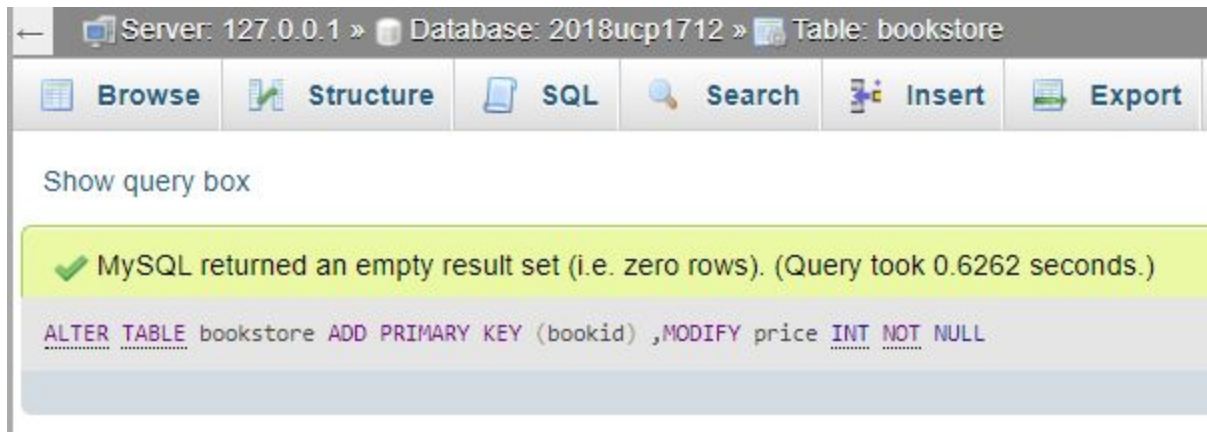 ← Server: 127.0.0.1 » Database: 2018ucp1712 » Table: bookstore
Browse Structure SQL Search Insert Export
Show query box
MySQL returned an empty result set (i.e. zero rows). (Query took 0.6262 seconds.)
ALTER TABLE bookstore ADD PRIMARY KEY (bookid) ,MODIFY price INT NOT NULL